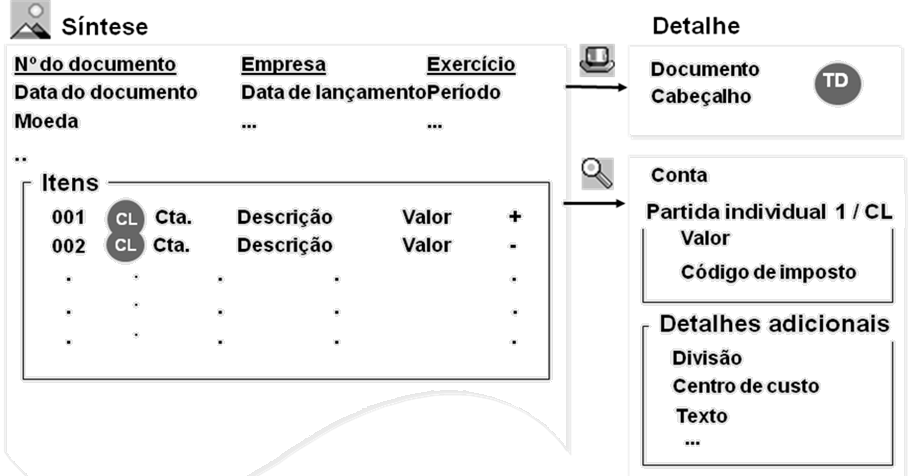 Síntese
Nº do documento Empresa Exercício
Data do documento Data de lançamento Período
Moeda ... ...
..
Itens
001 CL Cta. Descrição Valor +
002 CL Cta. Descrição Valor -
. . . . .
. . . . .
. . . . .
Detalhe
Documento
Cabeçalho
TD
Conta
Partida individual 1 / CL
Valor
Código de imposto
Detalhes adicionais
Divisão
Centro de custo
Texto
...